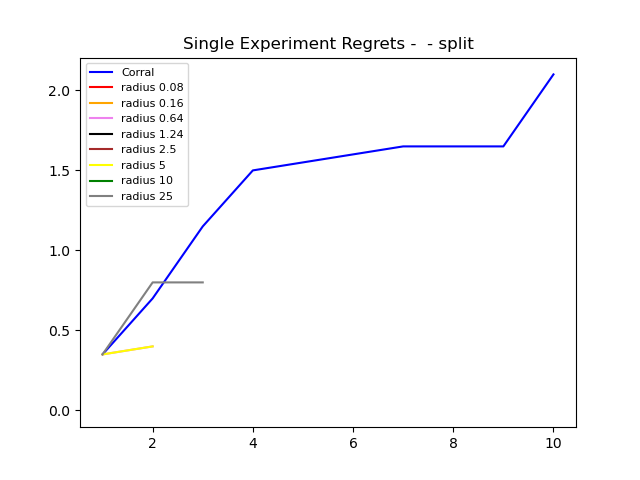 Single Experiment Regrets -  - split
Corral
radius 0.08
radius 0.16
radius 0.64
radius 1.24
radius 2.5
radius 5
radius 10
radius 25
2.0
1.5
1.0
0.5
0.0
2 4 6 8 10